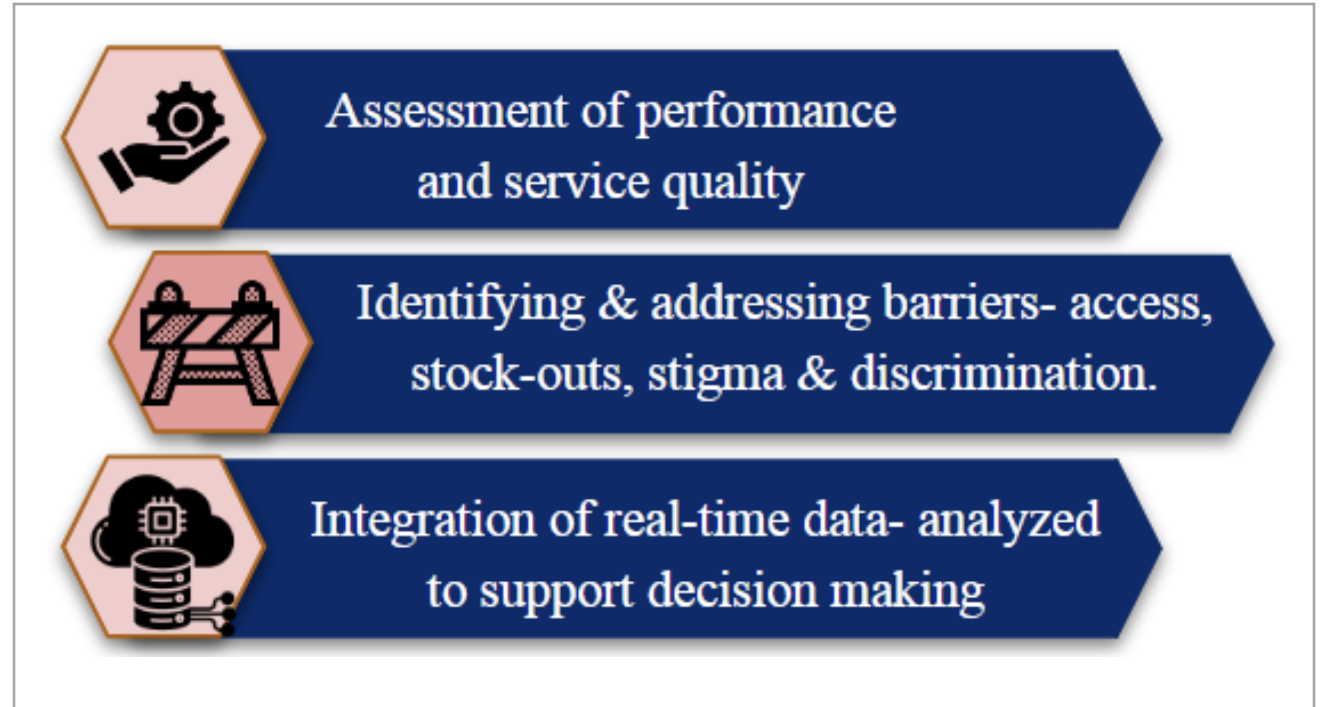 Assessment of performance
and service quality
Identifying & addressing barriers- access,
stock-outs, stigma & discrimination.
Integration of real-time data- analyzed
to support decision making